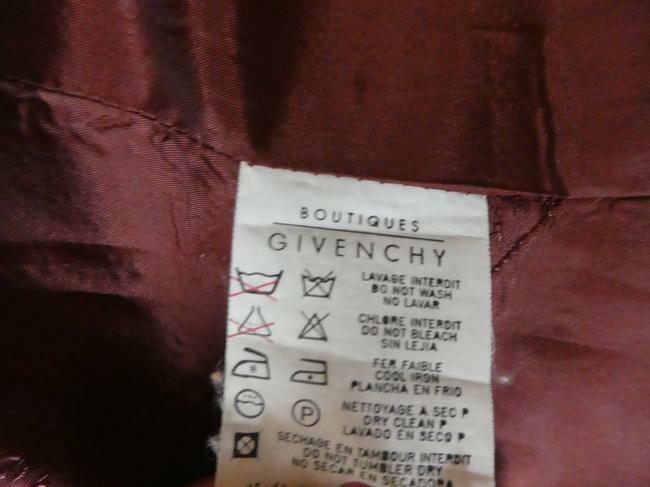 BOUTIQUES
GIVENCHY
LAVAGE INTERDIT
DO NOT WASH
NO LAVAR
CHLORE INTERDIT
DO NOT BLEACH
SIN LEJIA
FER FAIBLE
COOL IRON
PLANCHA EN FRIO
P
NETTOYAGE A SEC P
DRY CLEAN P
LAVADO EN SECO P
SECHAGE EN TAMBOUR INTERDIT
DO NOT TUMBLER DRY
NO SECAR EN SECADORA